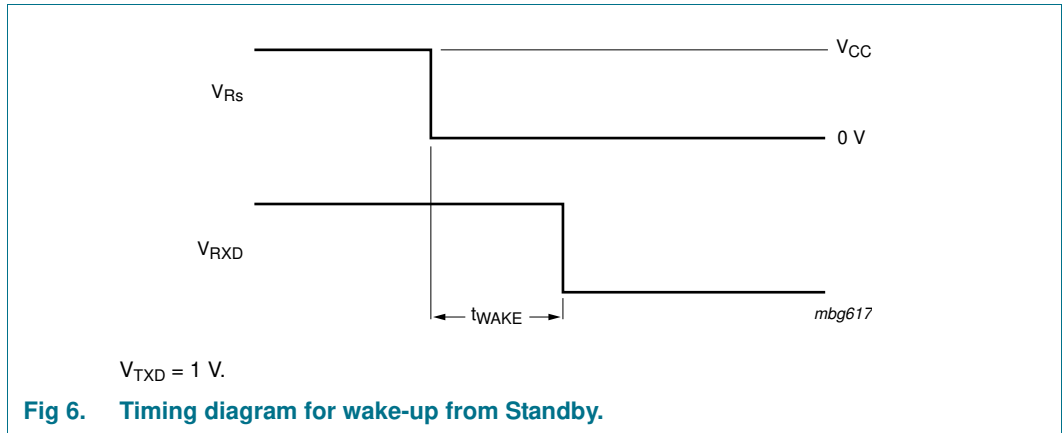 VCC
VRs
0 V
VRXD
tWAKE
mbg617
VTXD = 1 V.
Fig 6. Timing diagram for wake-up from Standby.